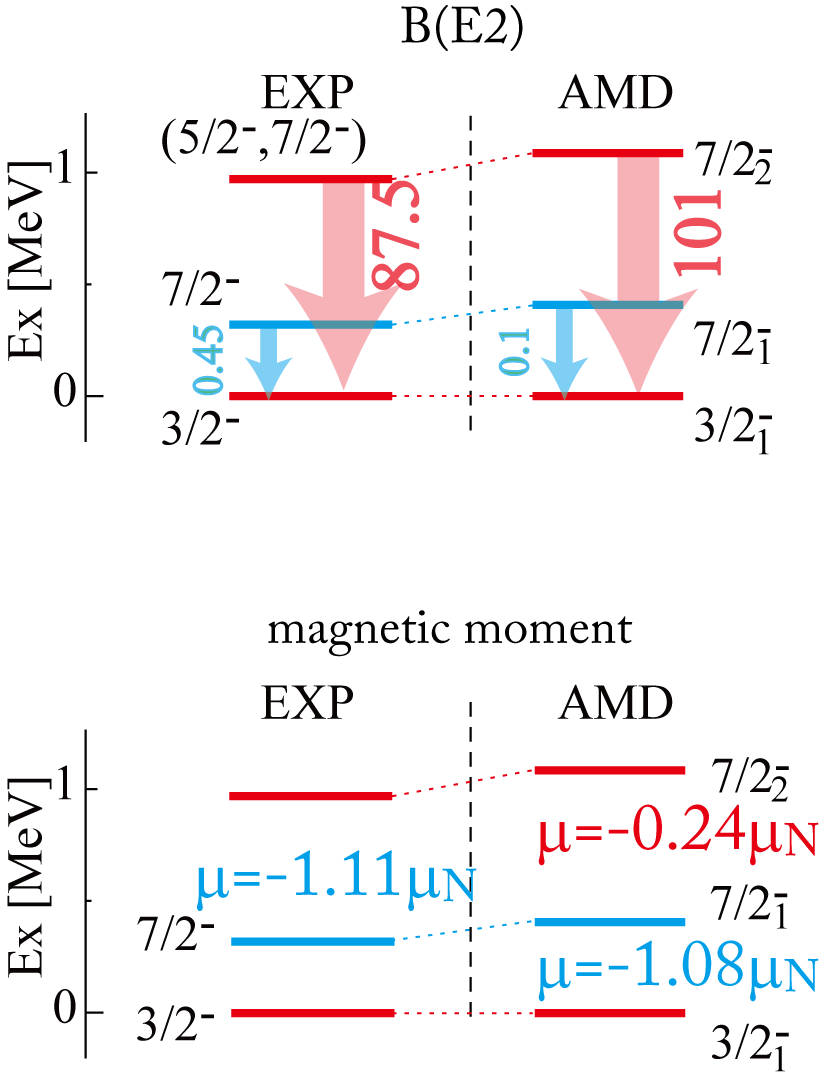 B(E2)
EXP AMD
(5/2⁻,7/2⁻)
7/2₂⁻
1
87.5
101
Ex [MeV]
7/2⁻
7/2₁⁻
0.45
0.1
0
3/2⁻
3/2₁⁻
magnetic moment
EXP AMD
7/2₂⁻
1
μ=-0.24μN
μ=-1.11μN
Ex [MeV]
7/2⁻
7/2₁⁻
μ=-1.08μN
0
3/2⁻
3/2₁⁻